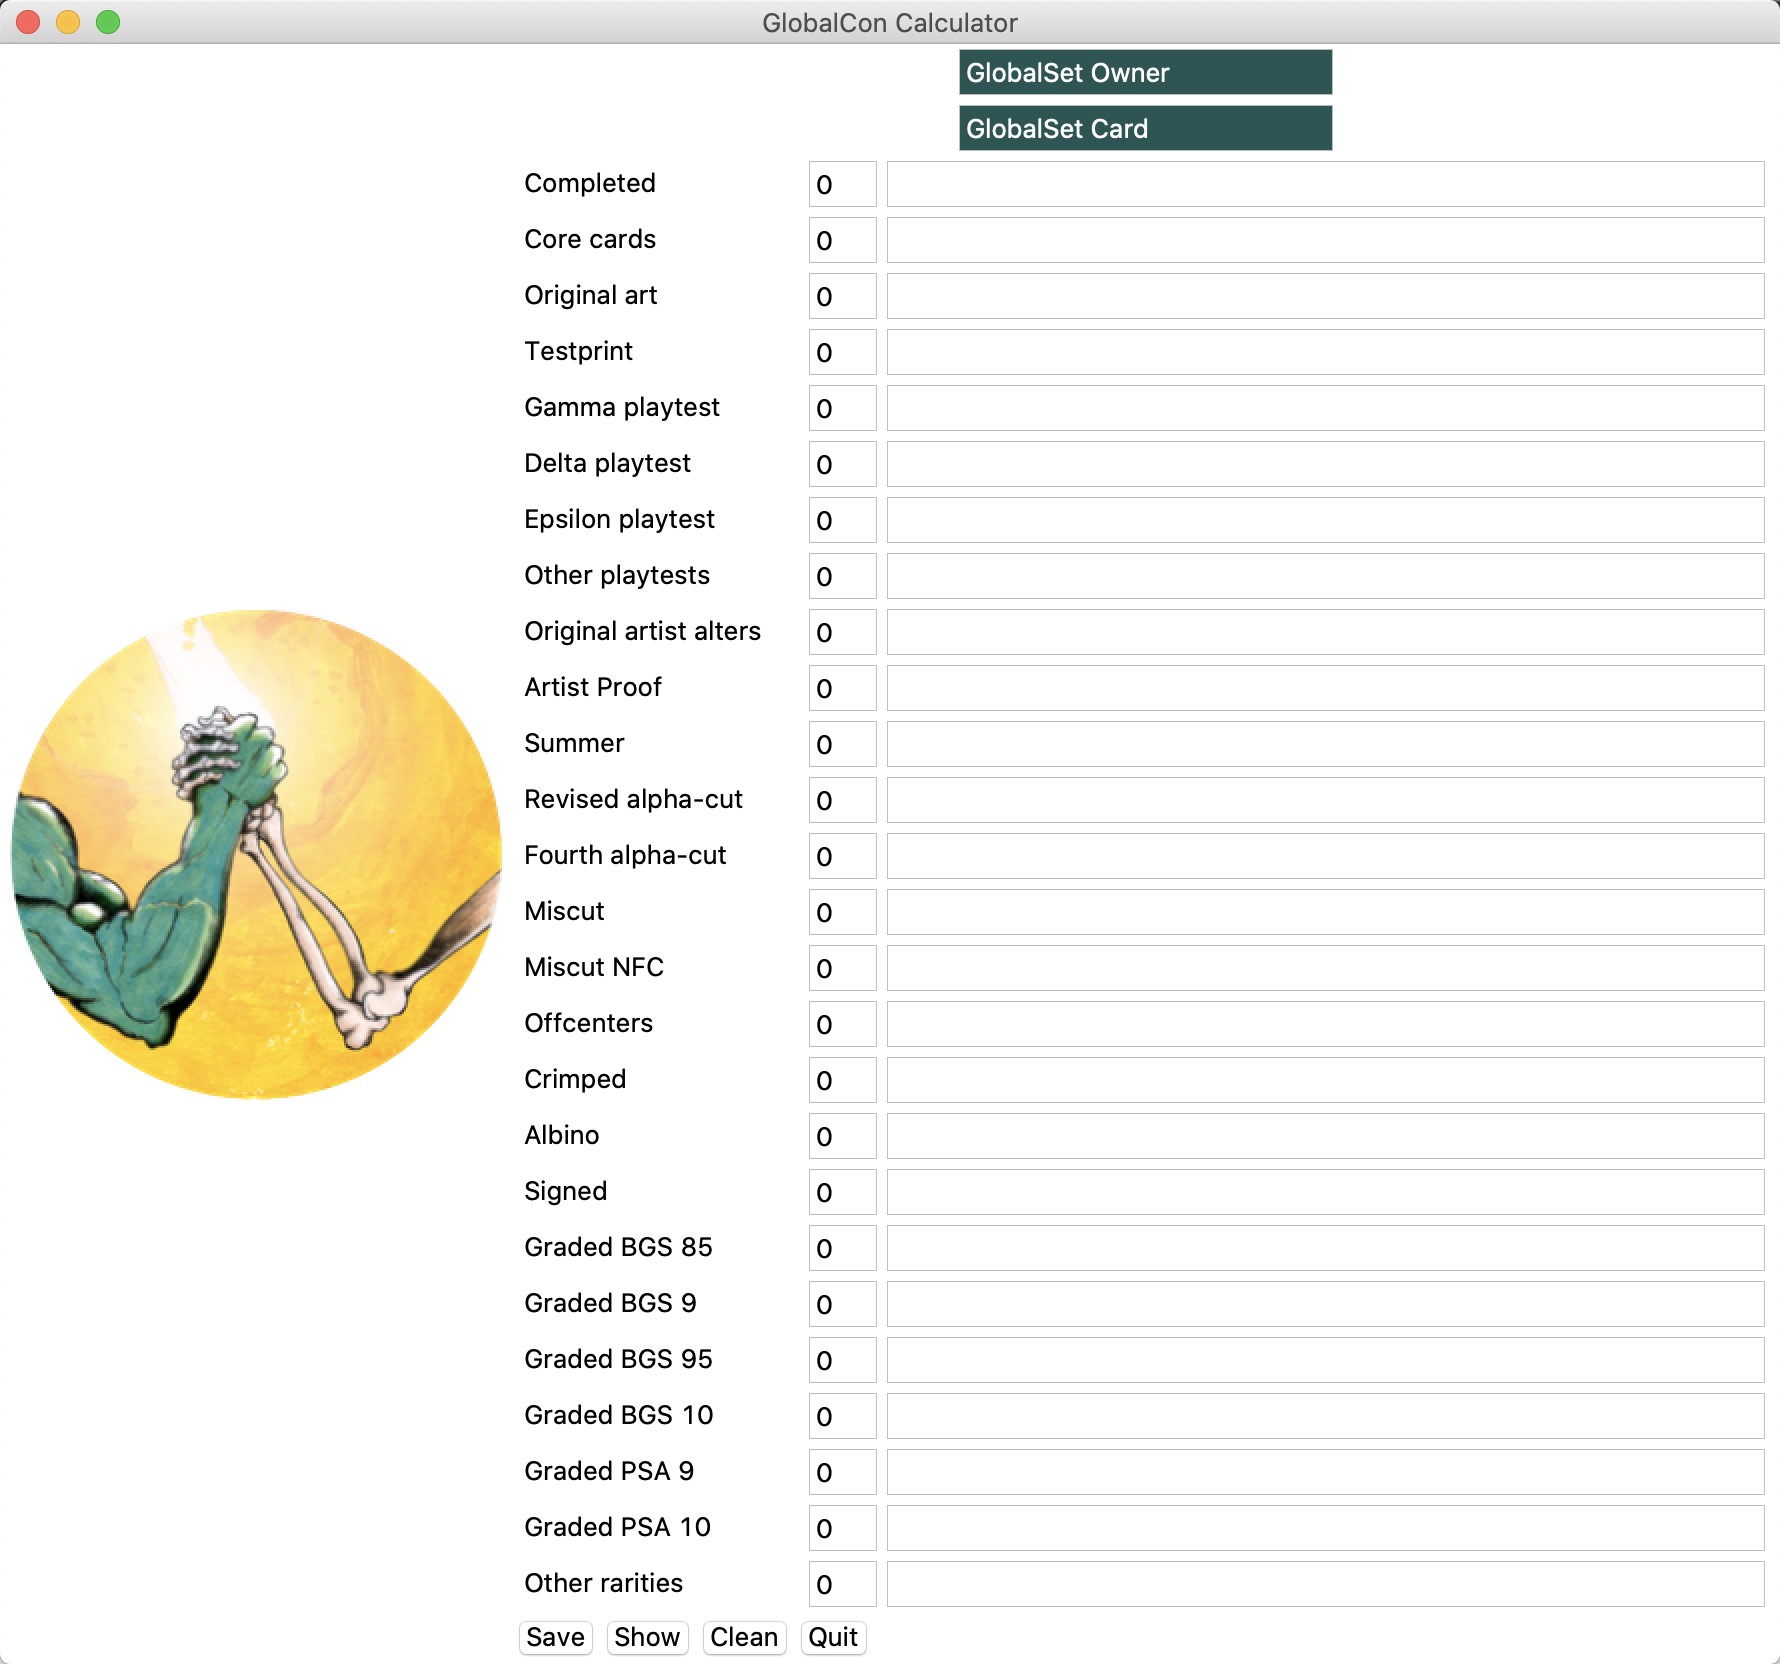 GlobalCon Calculator
GlobalSet Owner
GlobalSet Card
Completed 0
Core cards 0
Original art 0
Testprint 0
Gamma playtest 0
Delta playtest 0
Epsilon playtest 0
Other playtests 0
Original artist alters 0
Artist Proof 0
Summer 0
Revised alpha-cut 0
Fourth alpha-cut 0
Miscut 0
Miscut NFC 0
Offcenters 0
Crimped 0
Albino 0
Signed 0
Graded BGS 85 0
Graded BGS 9 0
Graded BGS 95 0
Graded BGS 10 0
Graded PSA 9 0
Graded PSA 10 0
Other rarities 0
Save Show Clean Quit